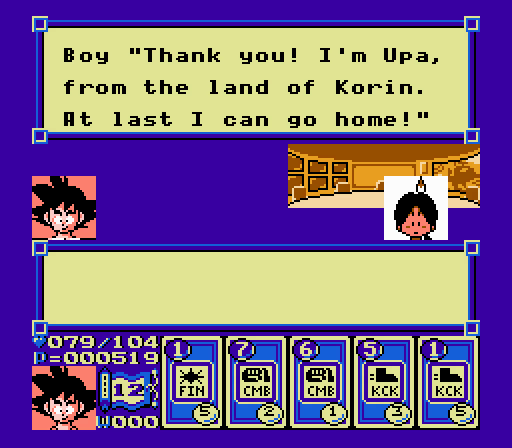 Boy "Thank you! I'm Upa,
from the land of Korin.
At last I can go home!"
079/104
P=000519
12
W000
1 FIN 5
7 CMB 2
6 CMB 1
5 KCK 3
1 KCK 5